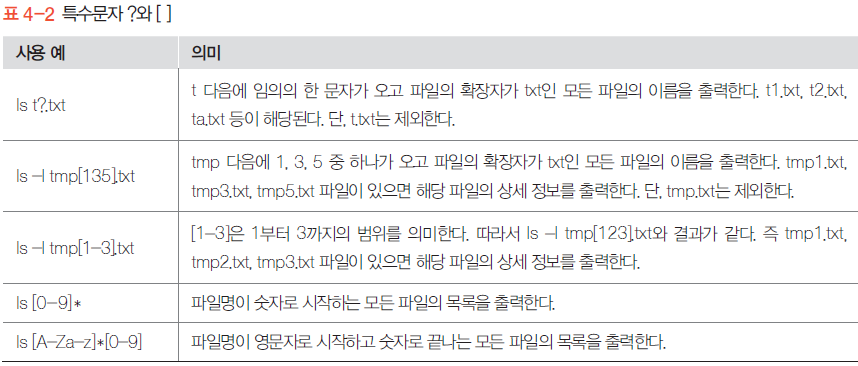 표 4-2 특수문자 ?와 [ ]
사용 예
의미
ls t?.txt
t 다음에 임의의 한 문자가 오고 파일의 확장자가 txt인 모든 파일의 이름을 출력한다. t1.txt, t2.txt,
ta.txt 등이 해당된다. 단, t.txt는 제외한다.
ls -l tmp[135].txt
tmp 다음에 1, 3, 5 중 하나가 오고 파일의 확장자가 txt인 모든 파일의 이름을 출력한다. tmp1.txt,
tmp3.txt, tmp5.txt 파일이 있으면 해당 파일의 상세 정보를 출력한다. 단, tmp.txt는 제외한다.
ls -l tmp[1-3].txt
[1-3]은 1부터 3까지의 범위를 의미한다. 따라서 ls -l tmp[123].txt와 결과가 같다. 즉 tmp1.txt,
tmp2.txt, tmp3.txt 파일이 있으면 해당 파일의 상세 정보를 출력한다.
ls [0-9]*
파일명이 숫자로 시작하는 모든 파일의 목록을 출력한다.
ls [A-Za-z]*[0-9]
파일명이 영문자로 시작하고 숫자로 끝나는 모든 파일의 목록을 출력한다.